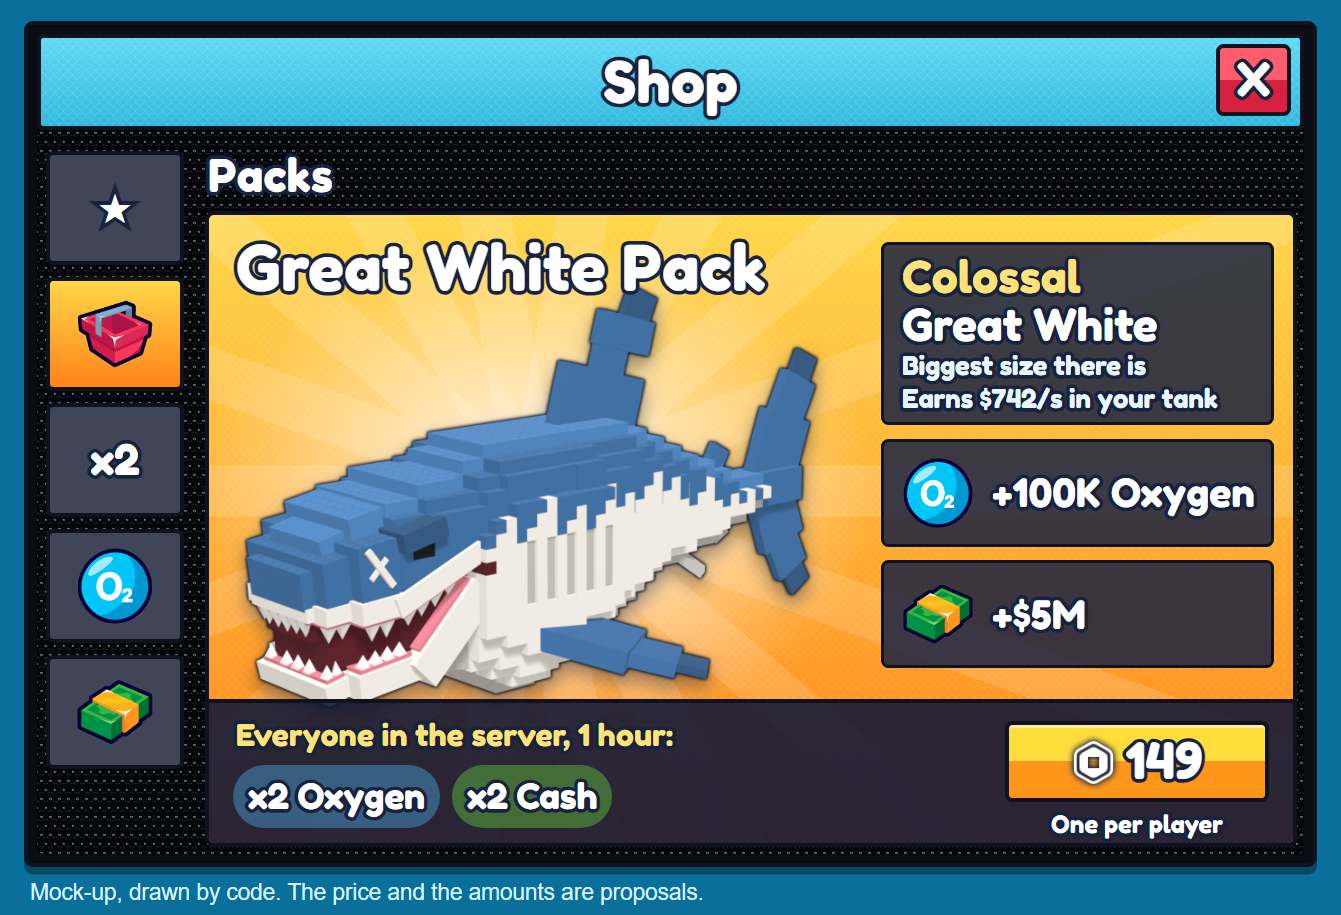 Shop
Packs
Great White Pack
Colossal
Great White
Biggest size there is
Earns $742/s in your tank
x2
O2
+100K Oxygen
O2
+$5M
Everyone in the server, 1 hour:
x2 Oxygen
x2 Cash
149
One per player
Mock-up, drawn by code. The price and the amounts are proposals.